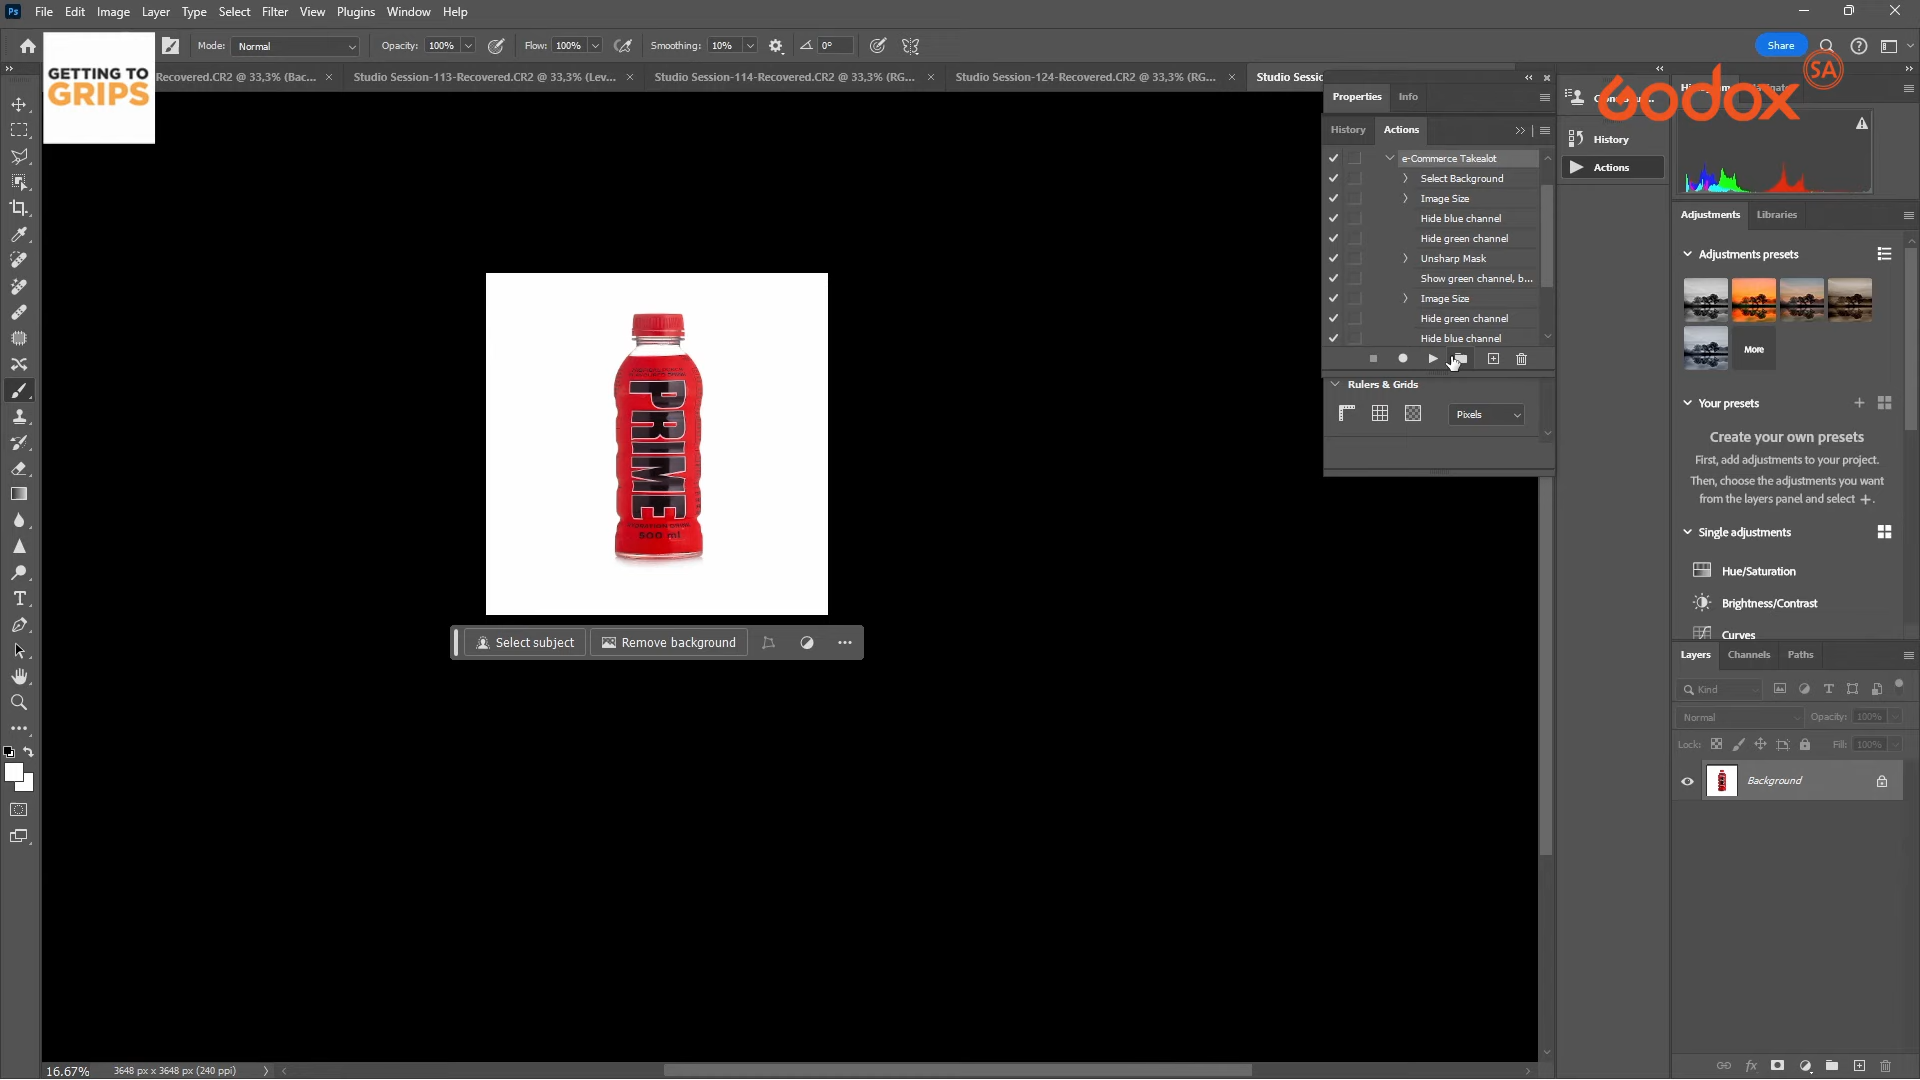 Ps File Edit Image Layer Type Select Filter View Plugins Window Help
GETTING TO
GRIPS
Mode: Normal Opacity: 100% Flow: 100% Smoothing: 10% 0° Share
Recovered.CR2 @ 33,3% (Bac... × Studio Session-113-Recovered.CR2 @ 33,3% (Lev... × Studio Session-114-Recovered.CR2 @ 33,3% (RG... × Studio Session-124-Recovered.CR2 @ 33,3% (RG... × Studio Sessio
Godox SA
Properties Info
History Actions
e-Commerce Takealot
Select Background
Image Size
Hide blue channel
Hide green channel
Unsharp Mask
Show green channel, b...
Image Size
Hide green channel
Hide blue channel
Rulers & Grids
Pixels
History
Actions
Adjustments Libraries
Adjustments presets
More
Your presets
Create your own presets
First, add adjustments to your project.
Then, choose the adjustments you want
from the layers panel and select +.
Single adjustments
Hue/Saturation
Brightness/Contrast
Curves
Layers Channels Paths
Kind
Normal Opacity: 100%
Lock: Fill: 100%
Background
PRIME
500 ml
Select subject Remove background
16.67% 3648 px x 3648 px (240 ppi)